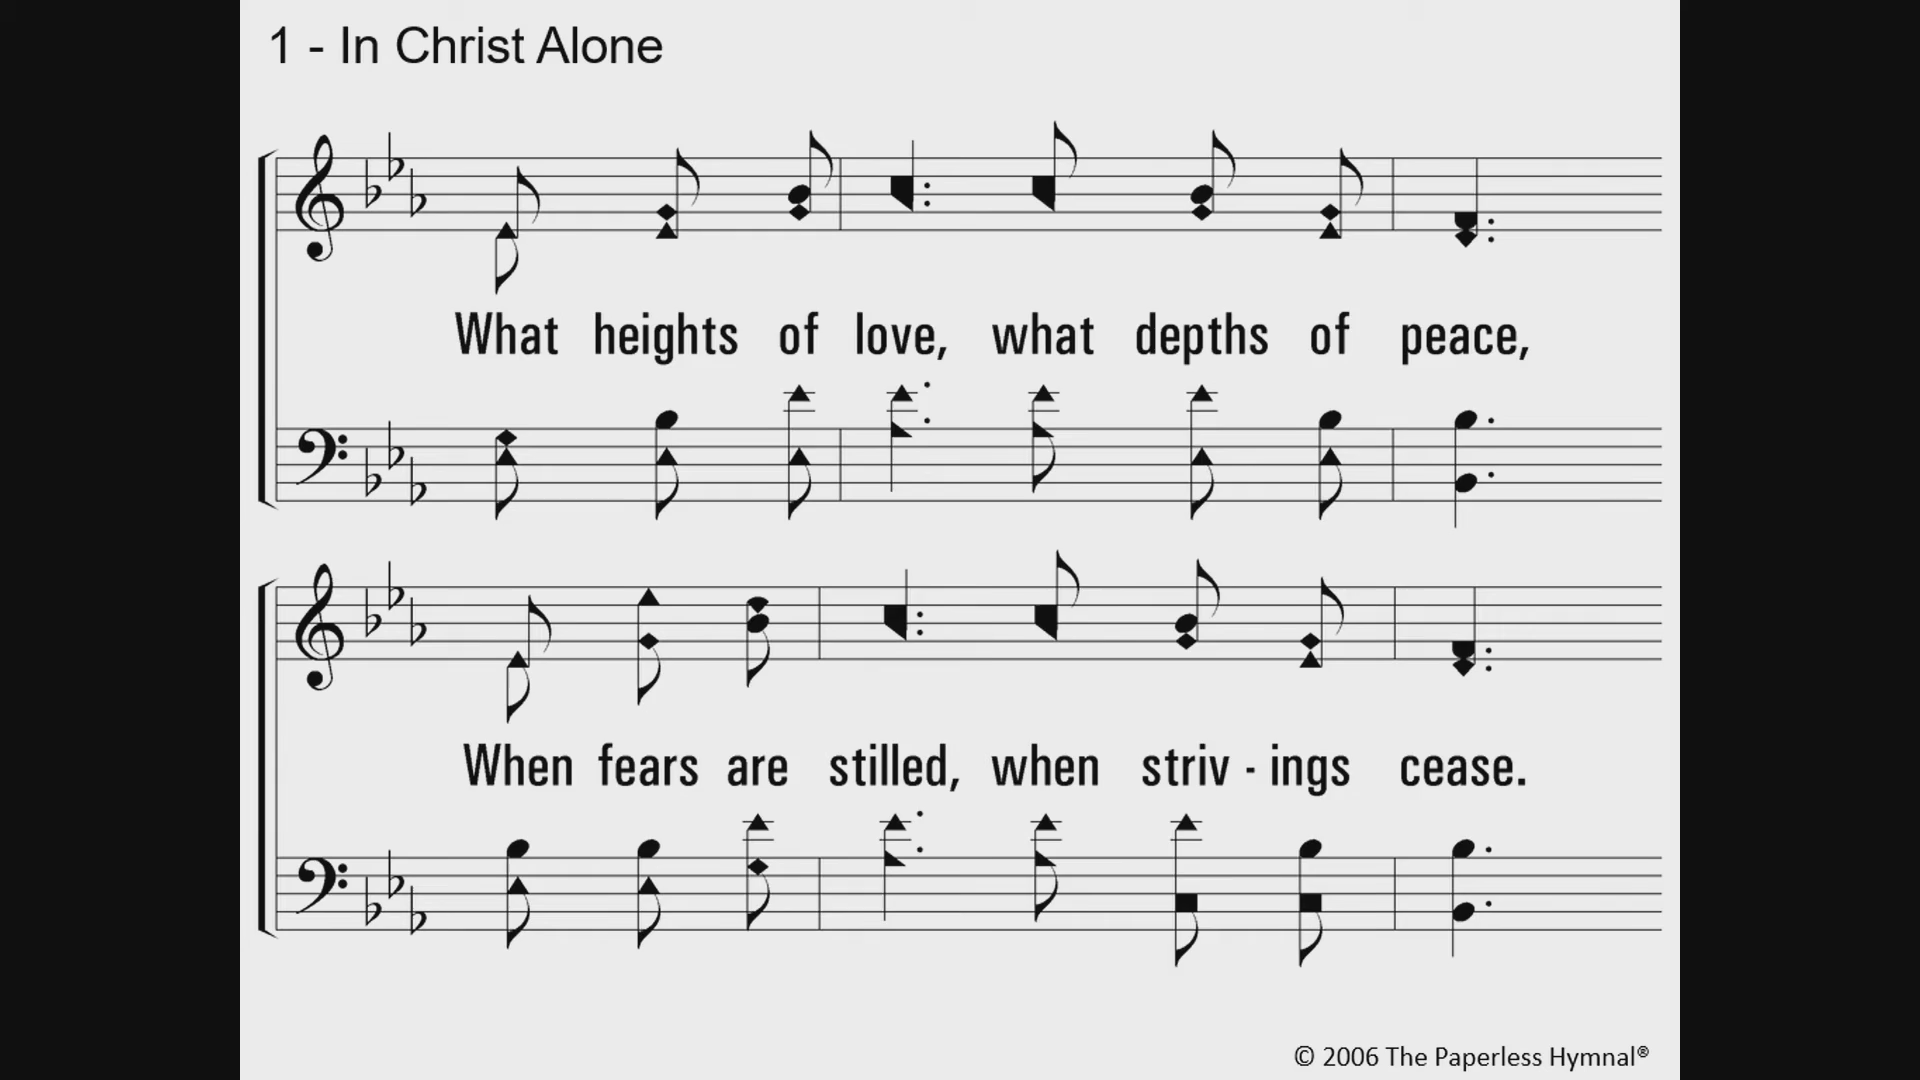 1 - In Christ Alone
What heights of love, what depths of peace,
When fears are stilled, when striv - ings cease.
© 2006 The Paperless Hymnal®